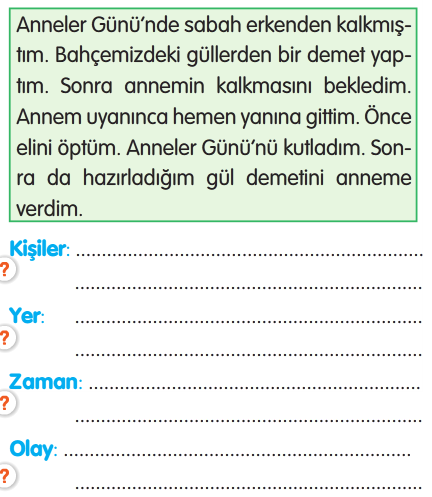 Anneler Günü’nde sabah erkenden kalkmış-
tım. Bahçemizdeki güllerden bir demet yap-
tım. Sonra annemin kalkmasını bekledim.
Annem uyanınca hemen yanına gittim. Önce
elini öptüm. Anneler Günü’nü kutladım. Son-
ra da hazırladığım gül demetini anneme
verdim.
Kişiler: ....................................................................
?
....................................................................
Yer: ....................................................................
?
....................................................................
Zaman: .................................................................
?
....................................................................
Olay: ....................................................................
?
....................................................................